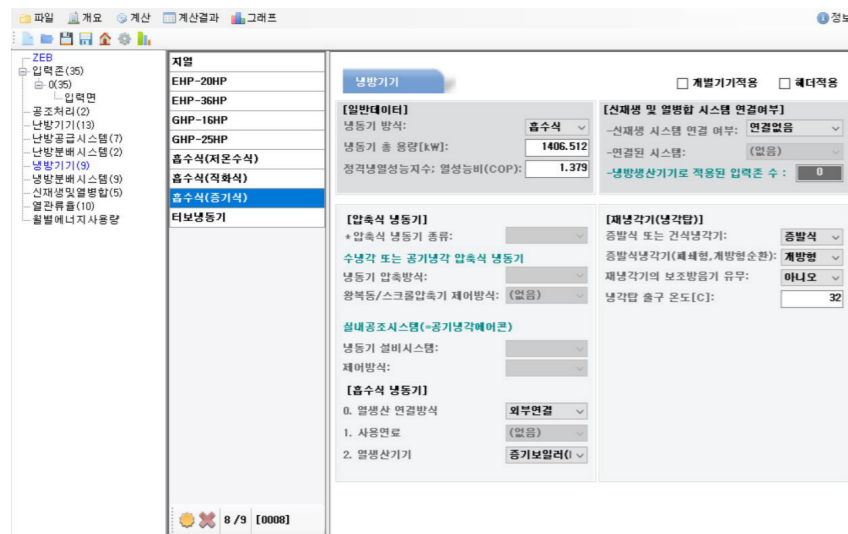 파일 개요 계산 계산결과 그래프 정보
ZEB
입력존(35)
0(35)
입력면
공조처리(2)
난방기기(13)
난방공급시스템(7)
난방분배시스템(2)
냉방기기(9)
냉방분배시스템(9)
신재생및열병합(5)
열관류율(10)
월별에너지사용량
지열
EHP-20HP
EHP-36HP
GHP-16HP
GHP-25HP
흡수식(저온수식)
흡수식(직화식)
흡수식(증기식)
터보냉동기
8 /9 [0008]
냉방기기
개별기기적용 헤더적용
[일반데이터]
냉동기 방식: 흡수식
냉동기 총 용량[kW]: 1406.512
정격냉열성능지수: 열성능비(COP): 1.379
[신재생 및 열병합 시스템 연결여부]
-신재생 시스템 연결 여부: 연결없음
-연결된 시스템: (없음)
-냉방생산기기로 적용된 입력존 수 : 0
[압축식 냉동기]
*압축식 냉동기 종류:
수냉각 또는 공기냉각 압축식 냉동기
냉동기 압축방식:
왕복동/스크롤압축기 제어방식: (없음)
실내공조시스템(=공기냉각에어콘)
냉동기 설비시스템:
제어방식:
[흡수식 냉동기]
0. 열생산 연결방식 외부연결
1. 사용연료 (없음)
2. 열생산기기 증기보일러(
[재냉각기(냉각탑)]
증발식 또는 건식냉각기: 증발식
증발식냉각기(폐쇄형,개방형순환): 개방형
재냉각기의 보조방음기 유무: 아니오
냉각탑 출구 온도[C]: 32